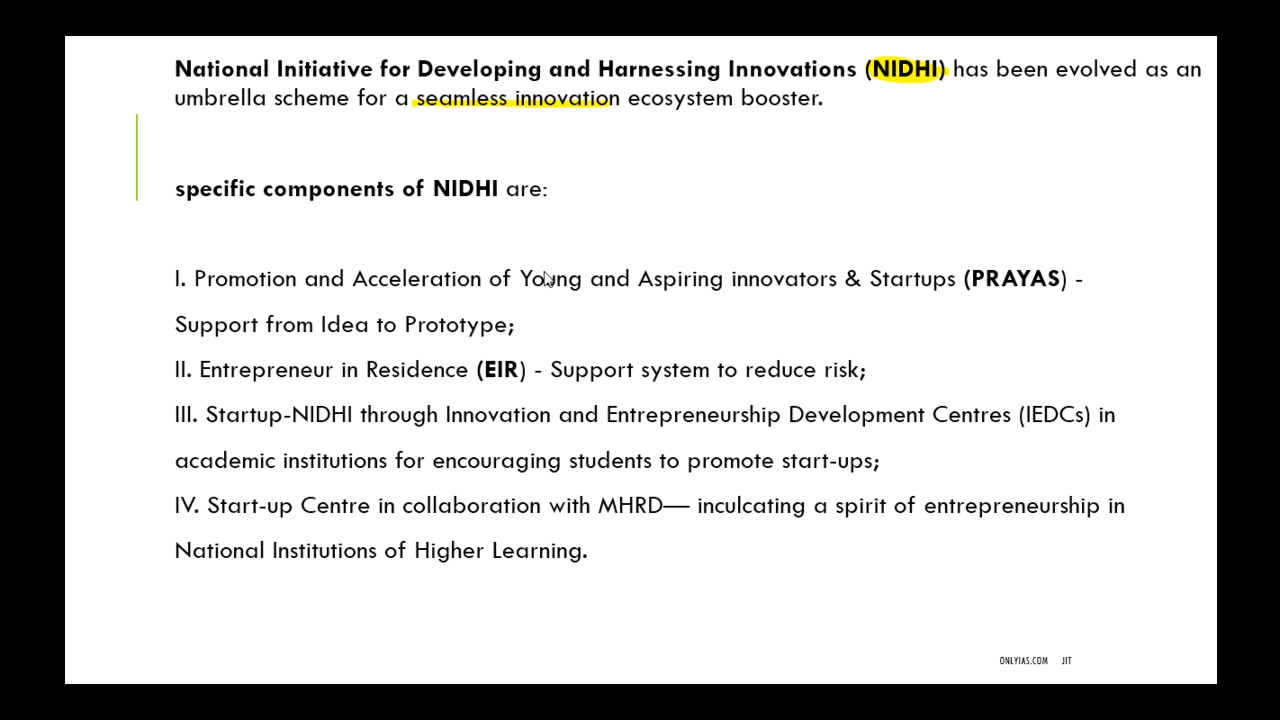 National Initiative for Developing and Harnessing Innovations (NIDHI) has been evolved as an
umbrella scheme for a seamless innovation ecosystem booster.
specific components of NIDHI are:
I. Promotion and Acceleration of Young and Aspiring innovators & Startups (PRAYAS) -
Support from Idea to Prototype;
II. Entrepreneur in Residence (EIR) - Support system to reduce risk;
III. Startup-NIDHI through Innovation and Entrepreneurship Development Centres (IEDCs) in
academic institutions for encouraging students to promote start-ups;
IV. Start-up Centre in collaboration with MHRD— inculcating a spirit of entrepreneurship in
National Institutions of Higher Learning.
ONLYIAS.COM JIT